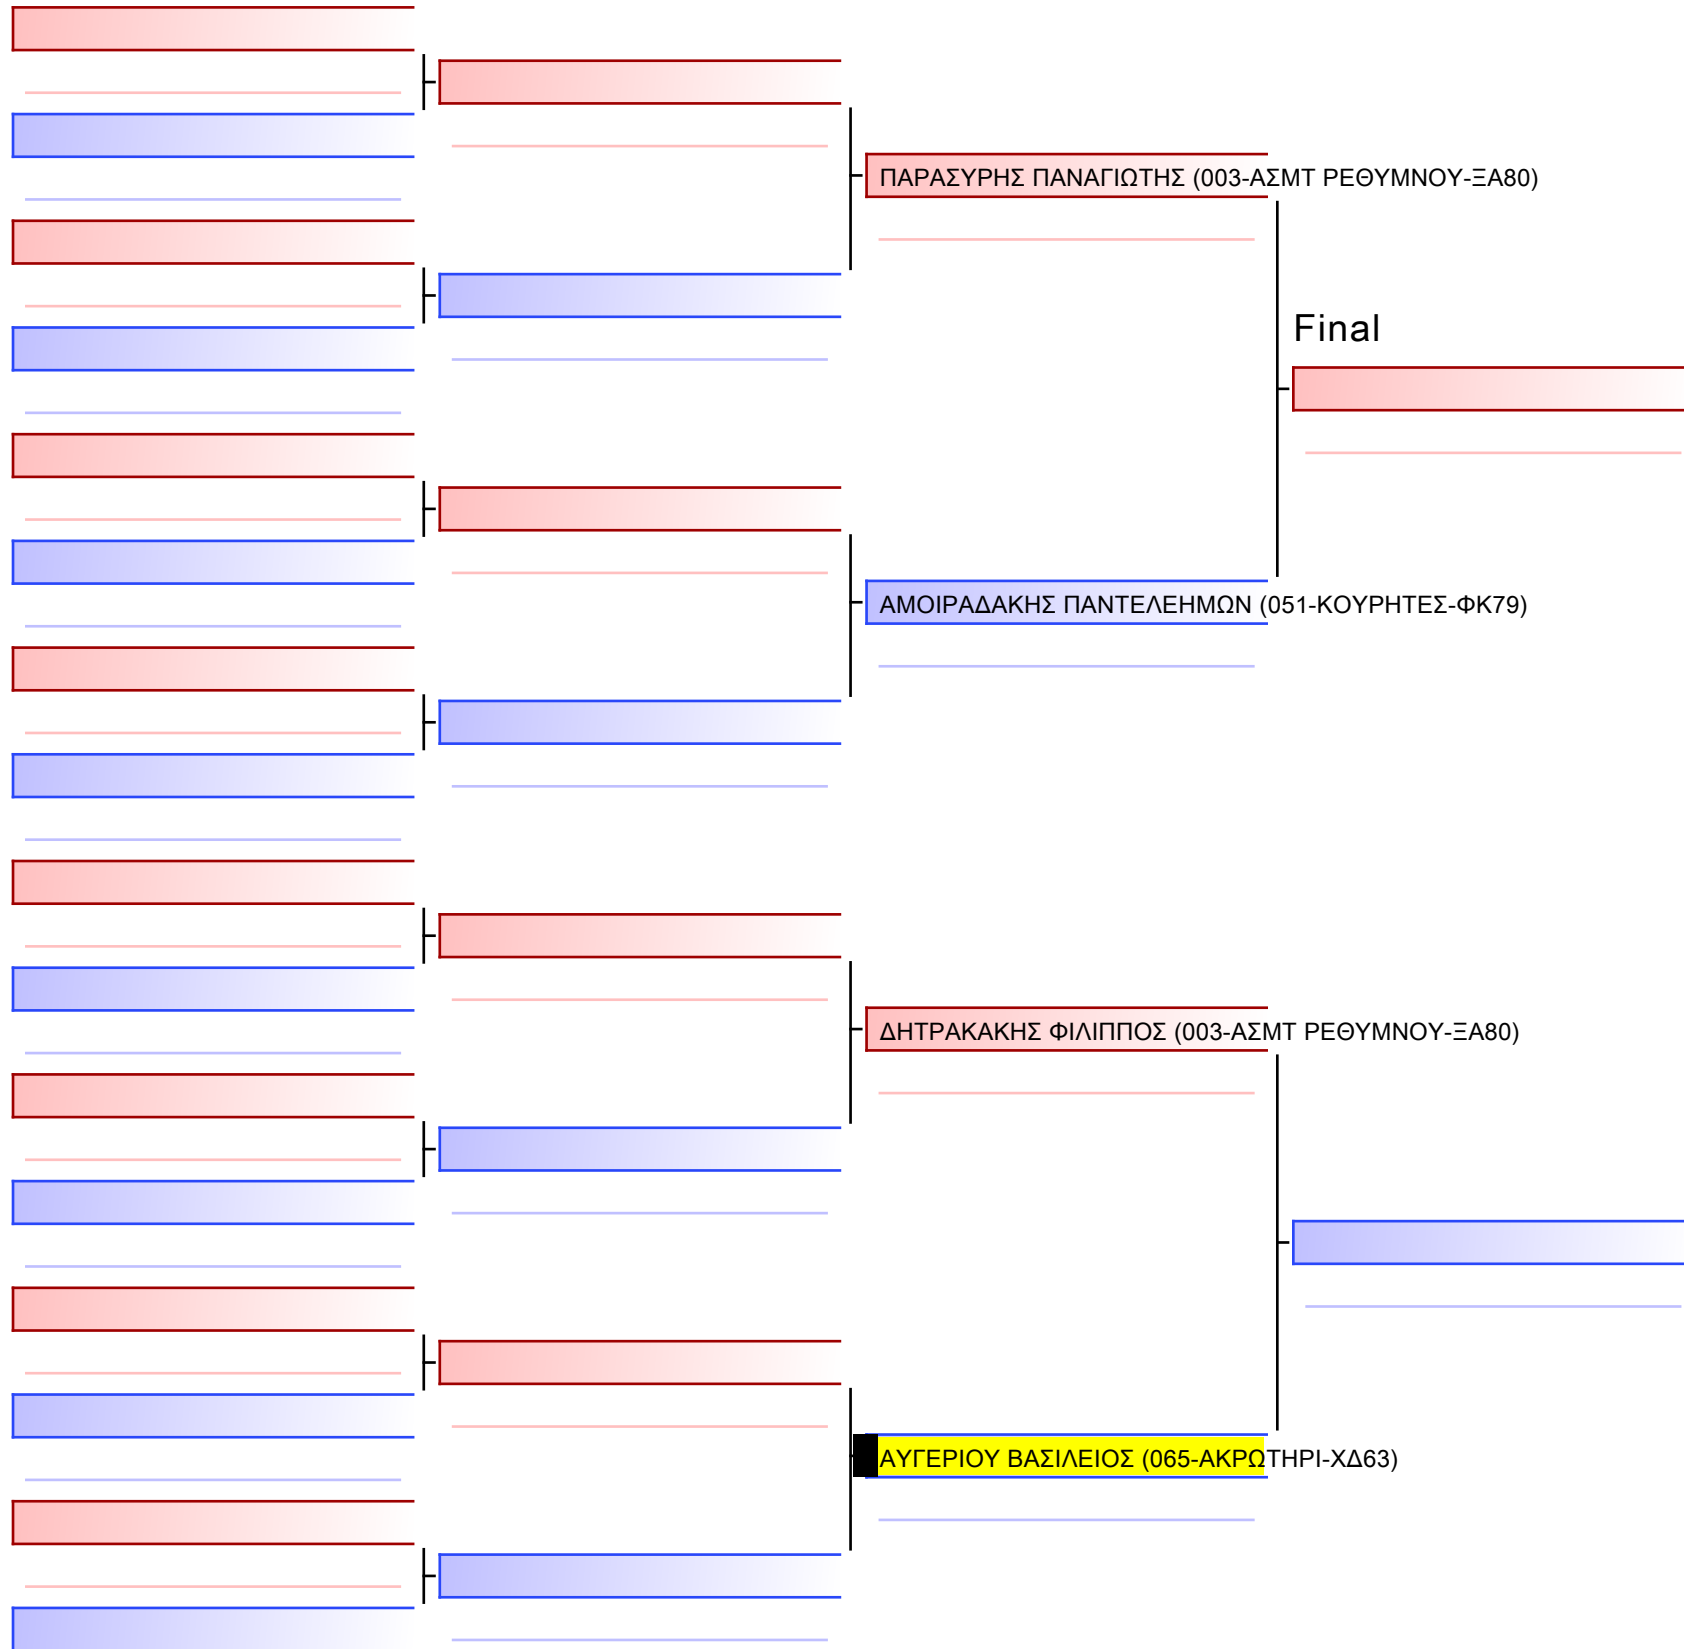 ΠΑΡΑΣΥΡΗΣ ΠΑΝΑΓΙΩΤΗΣ (003-ΑΣΜΤ ΡΕΘΥΜΝΟΥ-ΞΑ80)
Final
ΑΜΟΙΡΑΔΑΚΗΣ ΠΑΝΤΕΛΕΗΜΩΝ (051-ΚΟΥΡΗΤΕΣ-ΦΚ79)
ΔΗΤΡΑΚΑΚΗΣ ΦΙΛΙΠΠΟΣ (003-ΑΣΜΤ ΡΕΘΥΜΝΟΥ-ΞΑ80)
ΑΥΓΕΡΙΟΥ ΒΑΣΙΛΕΙΟΣ (065-ΑΚΡΩΤΗΡΙ-ΧΔ63)